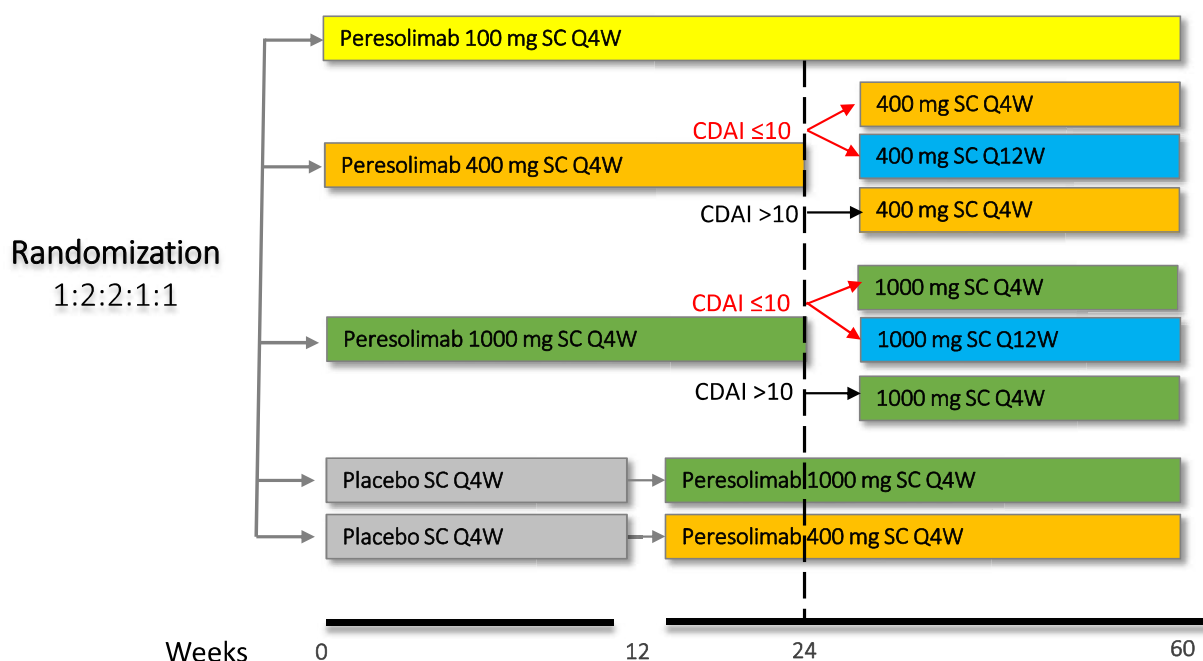 Peresolimab 100 mg SC Q4W
400 mg SC Q4W
CDAI ≤10
400 mg SC Q12W
Peresolimab 400 mg SC Q4W
CDAI >10
400 mg SC Q4W
Randomization
1:2:2:1:1
1000 mg SC Q4W
CDAI ≤10
1000 mg SC Q12W
Peresolimab 1000 mg SC Q4W
CDAI >10
1000 mg SC Q4W
Placebo SC Q4W
Peresolimab 1000 mg SC Q4W
Placebo SC Q4W
Peresolimab 400 mg SC Q4W
Weeks 0 12 24 60